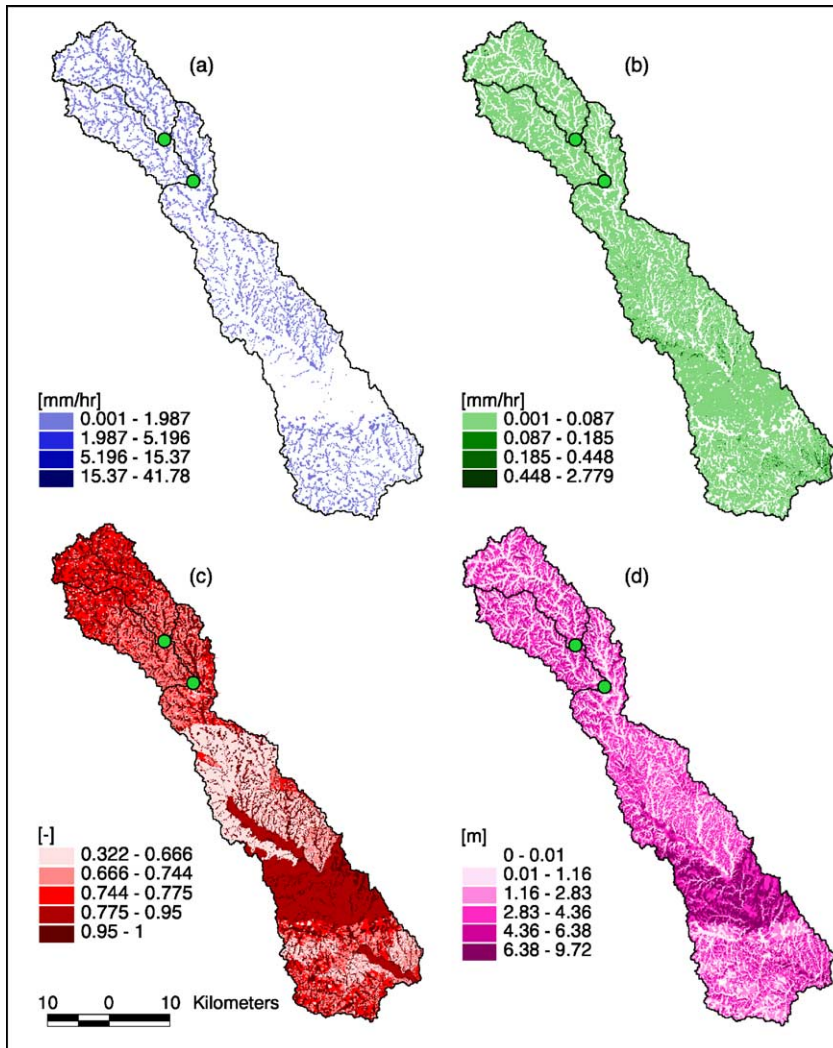 (a)
(b)
[mm/hr]
0.001 - 1.987
1.987 - 5.196
5.196 - 15.37
15.37 - 41.78
[mm/hr]
0.001 - 0.087
0.087 - 0.185
0.185 - 0.448
0.448 - 2.779
(c)
(d)
[-]
0.322 - 0.666
0.666 - 0.744
0.744 - 0.775
0.775 - 0.95
0.95 - 1
[m]
0 - 0.01
0.01 - 1.16
1.16 - 2.83
2.83 - 4.36
4.36 - 6.38
6.38 - 9.72
10 0 10 Kilometers